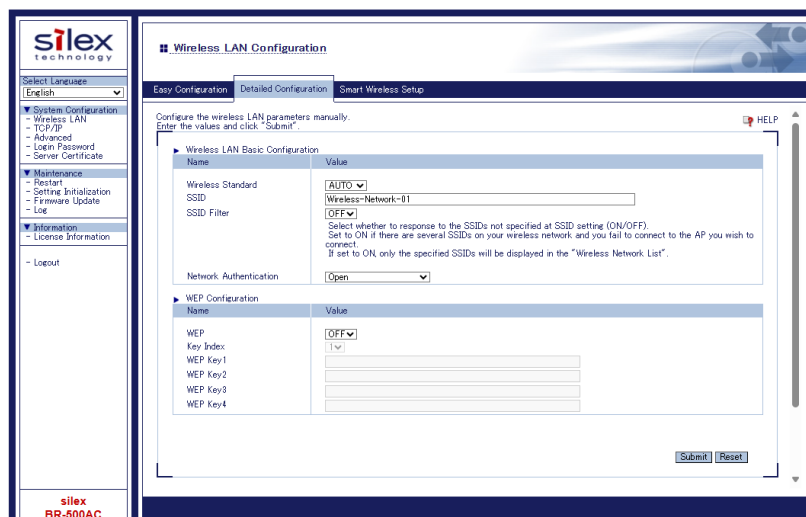 silex
technology
Wireless LAN Configuration
Select Language
English
Easy Configuration Detailed Configuration Smart Wireless Setup
▼ System Configuration
- Wireless LAN
- TCP/IP
- Advanced
- Login Password
- Server Certificate
▼ Maintenance
- Restart
- Setting Initialization
- Firmware Update
- Log
▼ Information
- License Information
- Logout
silex
BR-500AC
Configure the wireless LAN parameters manually.
Enter the values and click "Submit".
HELP
Wireless LAN Basic Configuration
Name Value
Wireless Standard AUTO
SSID Wireless-Network-01
SSID Filter OFF
Select whether to response to the SSIDs not specified at SSID setting (ON/OFF).
Set to ON if there are several SSIDs on your wireless network and you fail to connect to the AP you wish to
connect.
If set to ON, only the specified SSIDs will be displayed in the "Wireless Network List".
Network Authentication Open
WEP Configuration
Name Value
WEP OFF
Key Index 1
WEP Key1
WEP Key2
WEP Key3
WEP Key4
Submit Reset